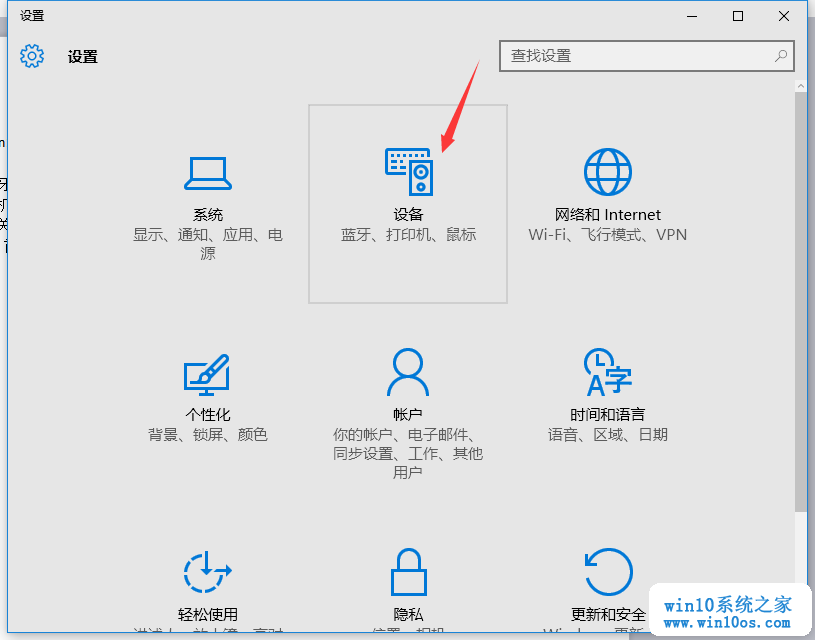 设置
设置
查找设置
系统
显示、通知、应用、电
源
设备
蓝牙、打印机、鼠标
网络和 Internet
Wi-Fi、飞行模式、VPN
个性化
背景、锁屏、颜色
帐户
你的帐户、电子邮件、
同步设置、工作、其他
用户
时间和语言
语音、区域、日期
轻松使用
隐私
更新和安全
win10系统之家
www.win10os.com